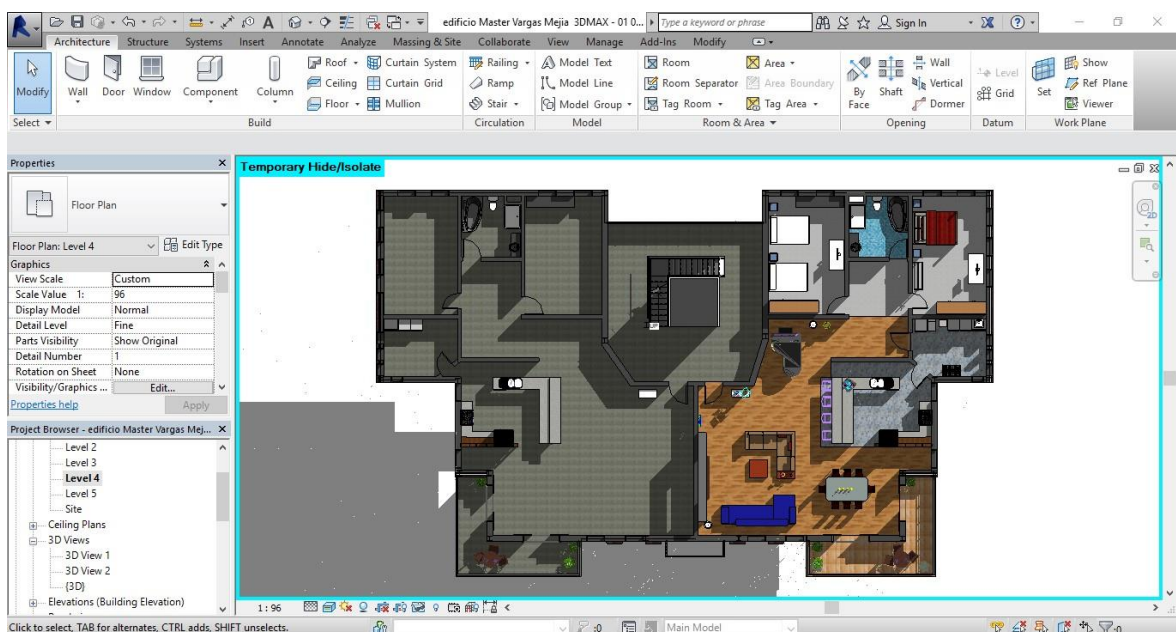 edificio Master Vargas Mejia 3DMAX - 01 0...
Type a keyword or phrase
Sign In
Architecture Structure Systems Insert Annotate Analyze Massing & Site Collaborate View Manage Add-Ins Modify
Modify
Wall
Door
Window
Component
Column
Roof
Ceiling
Floor
Curtain System
Curtain Grid
Mullion
Railing
Ramp
Stair
Model Text
Model Line
Model Group
Room
Room Separator
Tag Room
Area
Area Boundary
Tag Area
By Face
Shaft
Wall
Vertical
Dormer
Level
Grid
Set
Show
Ref Plane
Viewer
Select
Build
Circulation
Model
Room & Area
Opening
Datum
Work Plane
Properties
Floor Plan
Floor Plan: Level 4
Edit Type
Graphics
View Scale Custom
Scale Value 1: 96
Display Model Normal
Detail Level Fine
Parts Visibility Show Original
Detail Number 1
Rotation on Sheet None
Visibility/Graphics ... Edit...
Properties help
Apply
Project Browser - edificio Master Vargas Mej...
Level 2
Level 3
Level 4
Level 5
Site
Ceiling Plans
3D Views
3D View 1
3D View 2
{3D}
Elevations (Building Elevation)
Temporary Hide/Isolate
2D
UP
1 : 96
Click to select, TAB for alternates, CTRL adds, SHIFT unselects.
:0
Main Model
:0